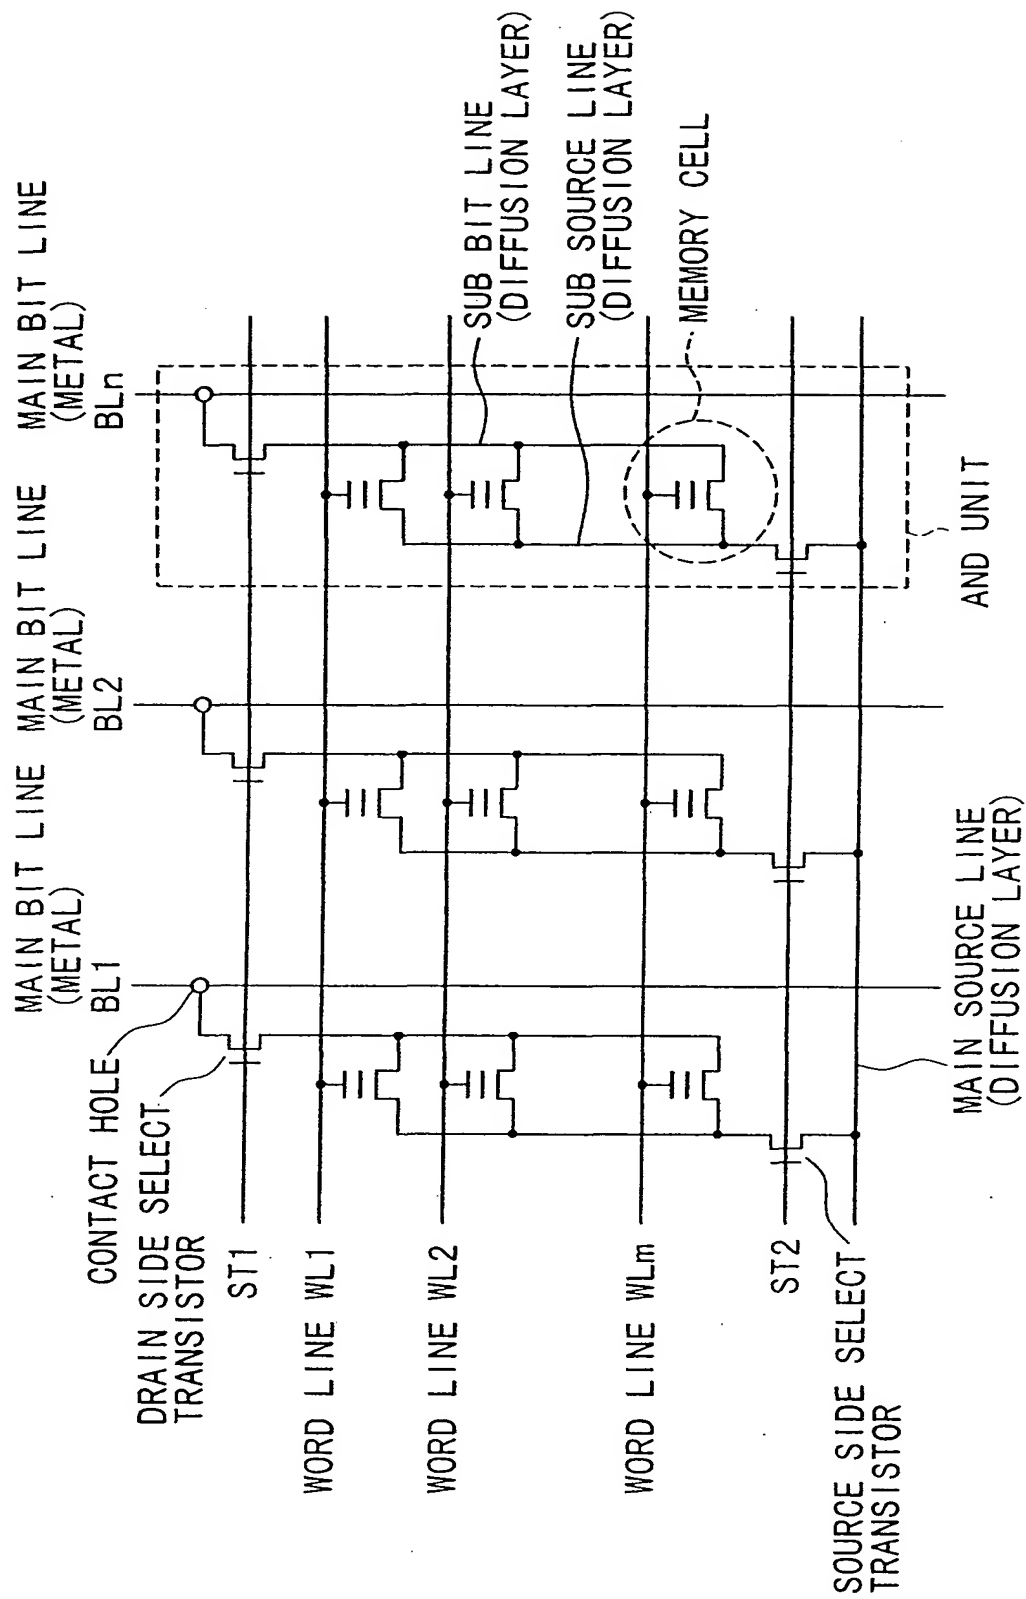 MAIN BIT LINE
(METAL)
BL1
MAIN BIT LINE
(METAL)
BL2
MAIN BIT LINE
(METAL)
BLn
CONTACT HOLE
DRAIN SIDE SELECT
TRANSISTOR
ST1
WORD LINE WL1
WORD LINE WL2
WORD LINE WLm
ST2
SOURCE SIDE SELECT
TRANSISTOR
SUB BIT LINE
(DIFFUSION LAYER)
SUB SOURCE LINE
(DIFFUSION LAYER)
MEMORY CELL
AND UNIT
MAIN SOURCE LINE
(DIFFUSION LAYER)